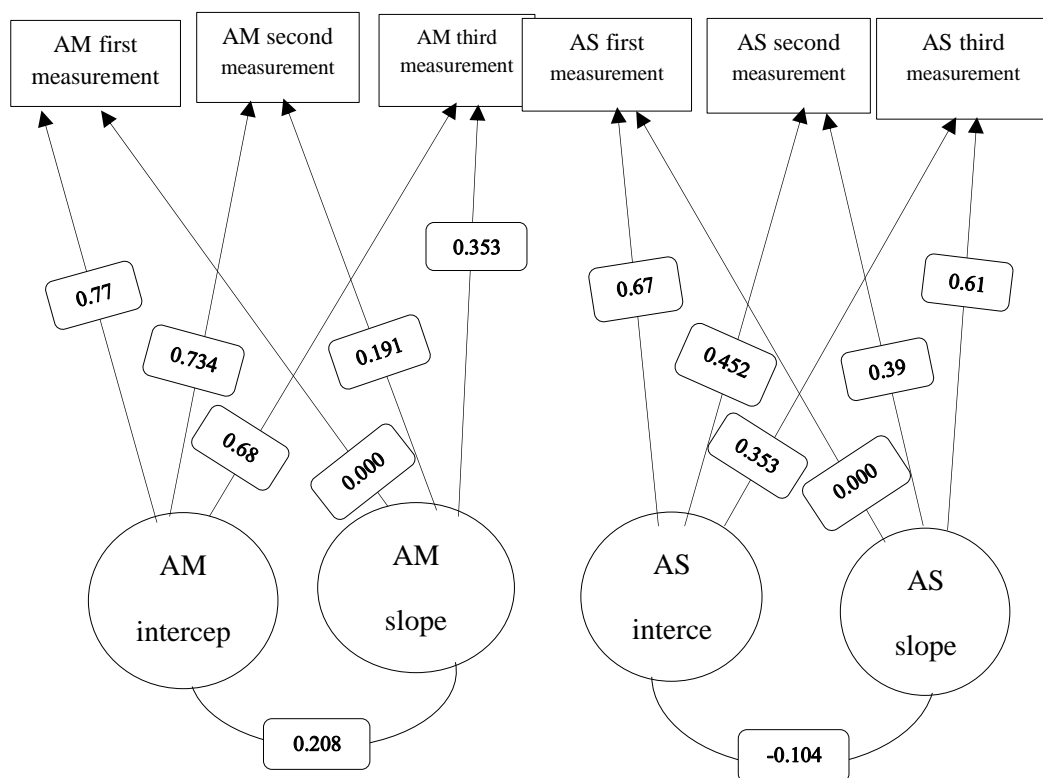 AM first
measurement
AM second
measurement
AM third
measurement
AS first
measurement
AS second
measurement
AS third
measurement
0.77
0.734
0.68
0.000
0.191
0.353
0.67
0.452
0.353
0.000
0.39
0.61
AM
intercep
AM
slope
AS
interce
AS
slope
0.208
-0.104